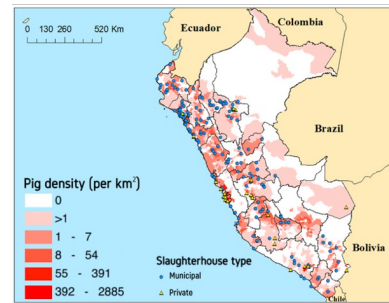 Ecuador
Colombia
0 130 260 520 Km
Brazil
Pig density (per km²)
0
>1
1 - 7
8 - 54
55 - 391
392 - 2885
Slaughterhouse type
Municipal
Private
Bolivia
Chile